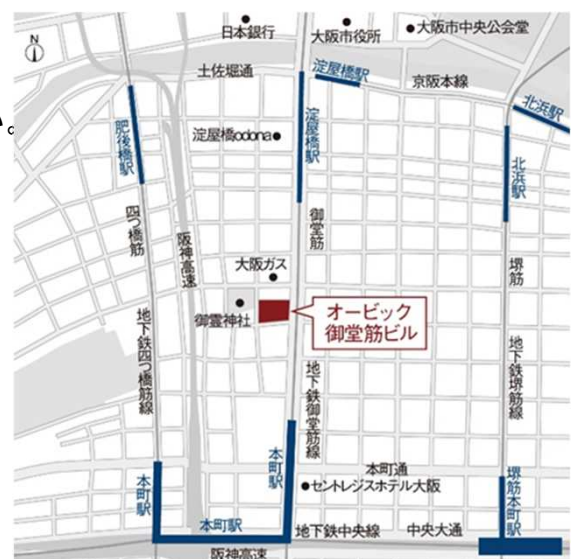 N
日本銀行
大阪市役所
大阪市中央公会堂
土佐堀通
淀屋橋駅
京阪本線
北浜駅
。
肥後橋駅
淀屋橋odona
淀屋橋駅
北浜駅
四つ橋筋
阪神高速
御堂筋
堺筋
大阪ガス
御霊神社
オービック
御堂筋ビル
地下鉄四つ橋筋線
地下鉄御堂筋線
地下鉄堺筋線
本町駅
本町駅
本町通
セントレジスホテル大阪
堺筋本町駅
本町駅
地下鉄中央線
中央大通
阪神高速